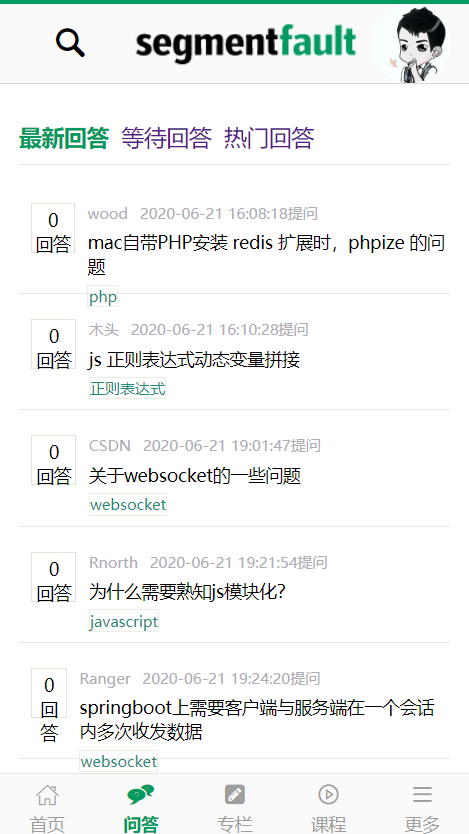 segmentfault
最新回答 等待回答 热门回答
0
回答
wood 2020-06-21 16:08:18提问
mac自带PHP安装 redis 扩展时，phpize 的问
题
php
0
回答
木头 2020-06-21 16:10:28提问
js 正则表达式动态变量拼接
正则表达式
0
回答
CSDN 2020-06-21 19:01:47提问
关于websocket的一些问题
websocket
0
回答
Rnorth 2020-06-21 19:21:54提问
为什么需要熟知js模块化?
javascript
0
回
答
Ranger 2020-06-21 19:24:20提问
springboot上需要客户端与服务端在一个会话
内多次收发数据
websocket
首页 问答 专栏 课程 更多